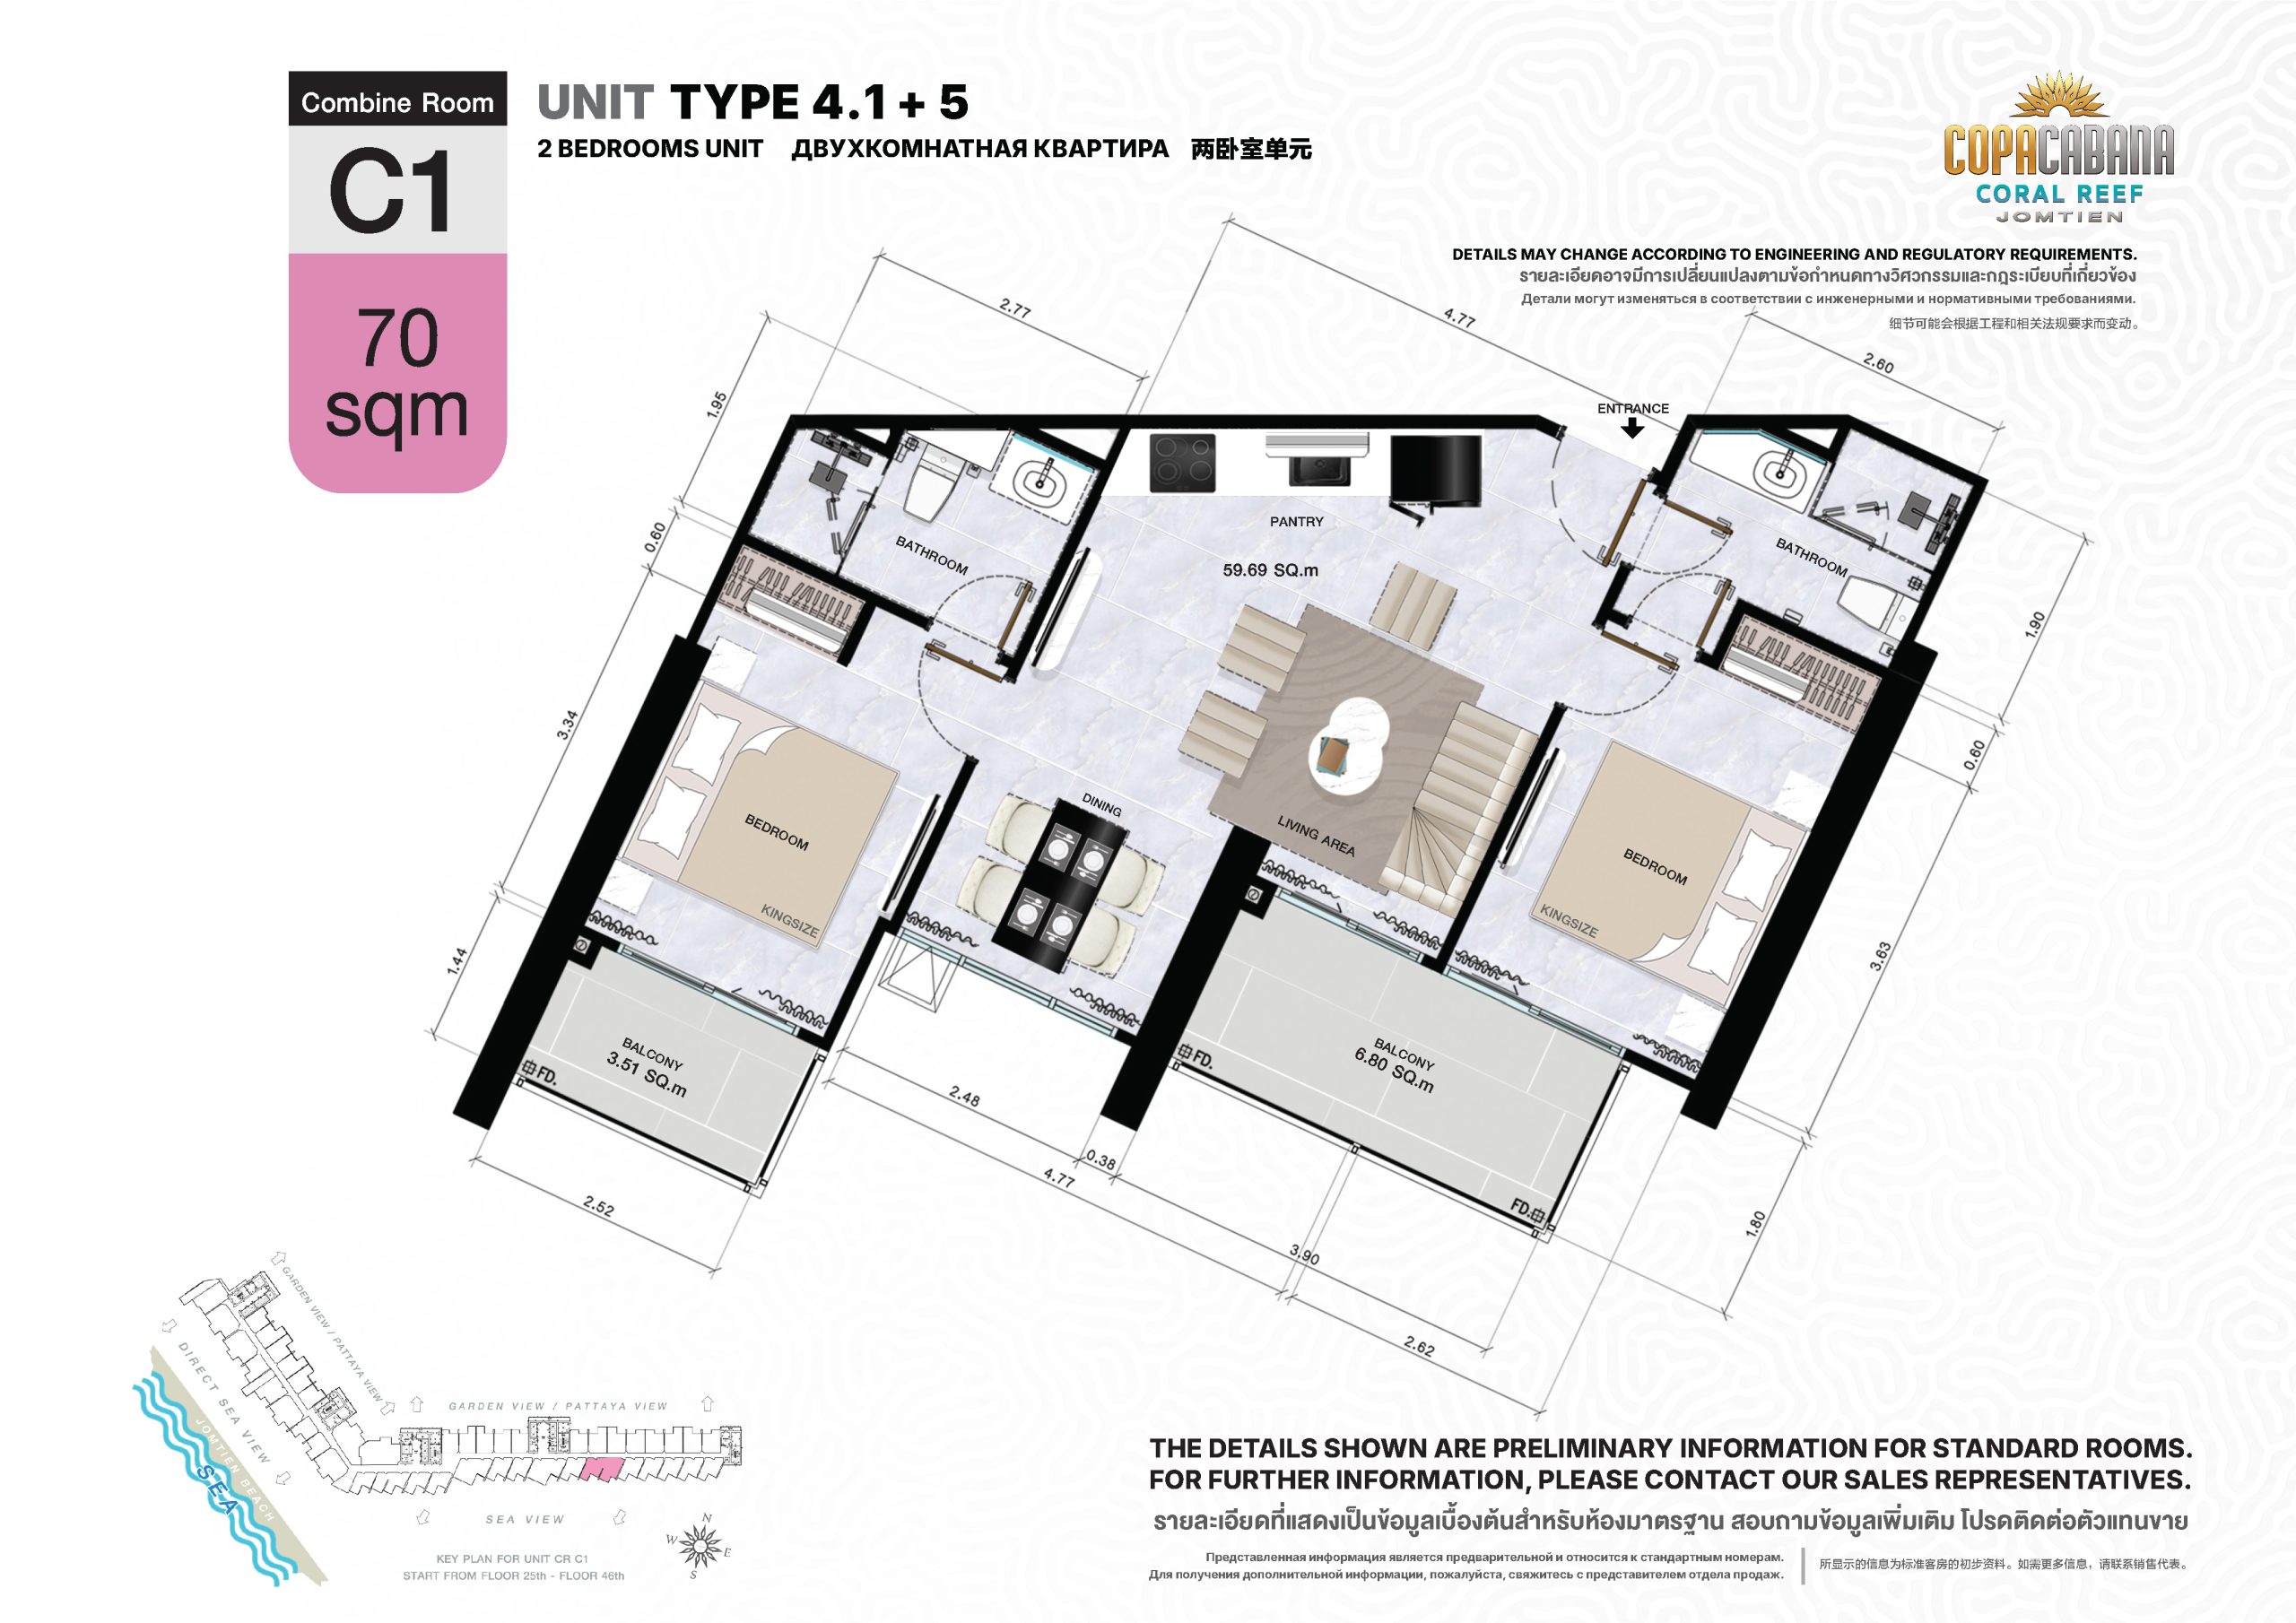 Combine Room
C1
70
sqm
UNIT TYPE 4.1 + 5
2 BEDROOMS UNIT ДВУХКОМНАТНАЯ КВАРТИРА 两卧室单元
COPACABANA
CORAL REEF
JOMTIEN
DETAILS MAY CHANGE ACCORDING TO ENGINEERING AND REGULATORY REQUIREMENTS.
รายละเอียดอาจมีการเปลี่ยนแปลงตามข้อกำหนดทางวิศวกรรมและกฎระเบียบที่เกี่ยวข้อง
Детали могут изменяться в соответствии с инженерными и нормативными требованиями.
细节可能会根据工程和相关法规要求而变动。
2.77
4.77
2.60
1.95
0.60
3.34
1.44
ENTRANCE
PANTRY
59.69 SQ.m
BATHROOM
BATHROOM
1.90
0.60
3.63
1.80
BEDROOM
KINGSIZE
DINING
LIVING AREA
BEDROOM
KINGSIZE
BALCONY
3.51 SQ.m
FD.
BALCONY
6.80 SQ.m
FD.
FD.
2.52
2.48
0.38
4.77
3.90
2.62
GARDEN VIEW / PATTAYA VIEW
DIRECT SEA VIEW
JOMTIEN BEACH
SEA
GARDEN VIEW / PATTAYA VIEW
SEA VIEW
N
W
E
S
KEY PLAN FOR UNIT CR C1
START FROM FLOOR 25th - FLOOR 46th
THE DETAILS SHOWN ARE PRELIMINARY INFORMATION FOR STANDARD ROOMS.
FOR FURTHER INFORMATION, PLEASE CONTACT OUR SALES REPRESENTATIVES.
รายละเอียดที่แสดงเป็นข้อมูลเบื้องต้นสำหรับห้องมาตรฐาน สอบถามข้อมูลเพิ่มเติม โปรดติดต่อตัวแทนขาย
Представленная информация является предварительной и относится к стандартным номерам.
Для получения дополнительной информации, пожалуйста, свяжитесь с представителем отдела продаж.
所显示的信息为标准客房的初步资料。如需更多信息，请联系销售代表。